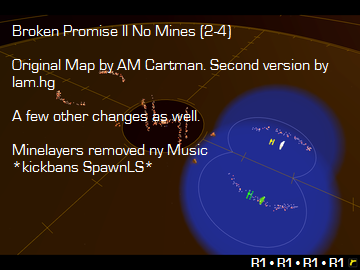 Broken Promise II No Mines (2-4)
Original Map by AM Cartman. Second version by
lam.hg
A few other changes as well.
Minelayers removed ny Music
*kickbans SpawnLS*
R1 • R1 • R1 • R1 r